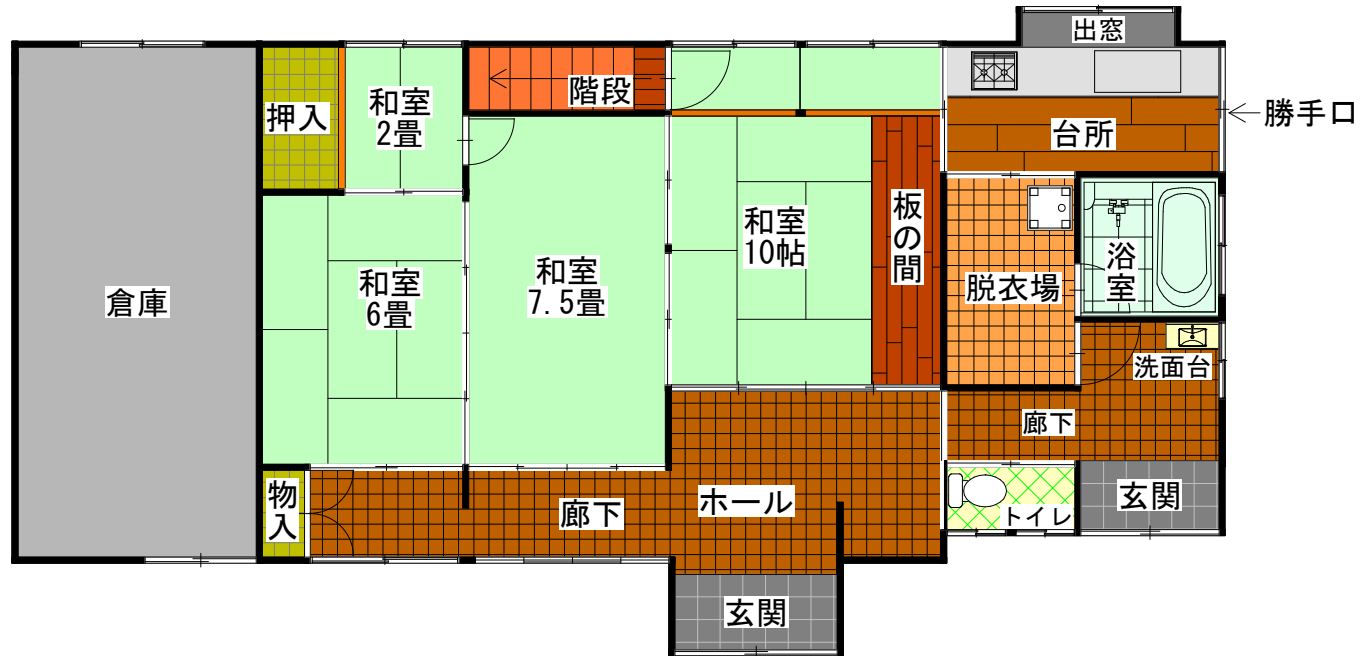 出窓
和室
2畳
階段
押入
勝手口
台所
板の間
和室
10帖
浴室
倉庫
和室
6畳
和室
7.5畳
脱衣場
洗面台
廊下
物入
廊下
ホール
トイレ
玄関
玄関